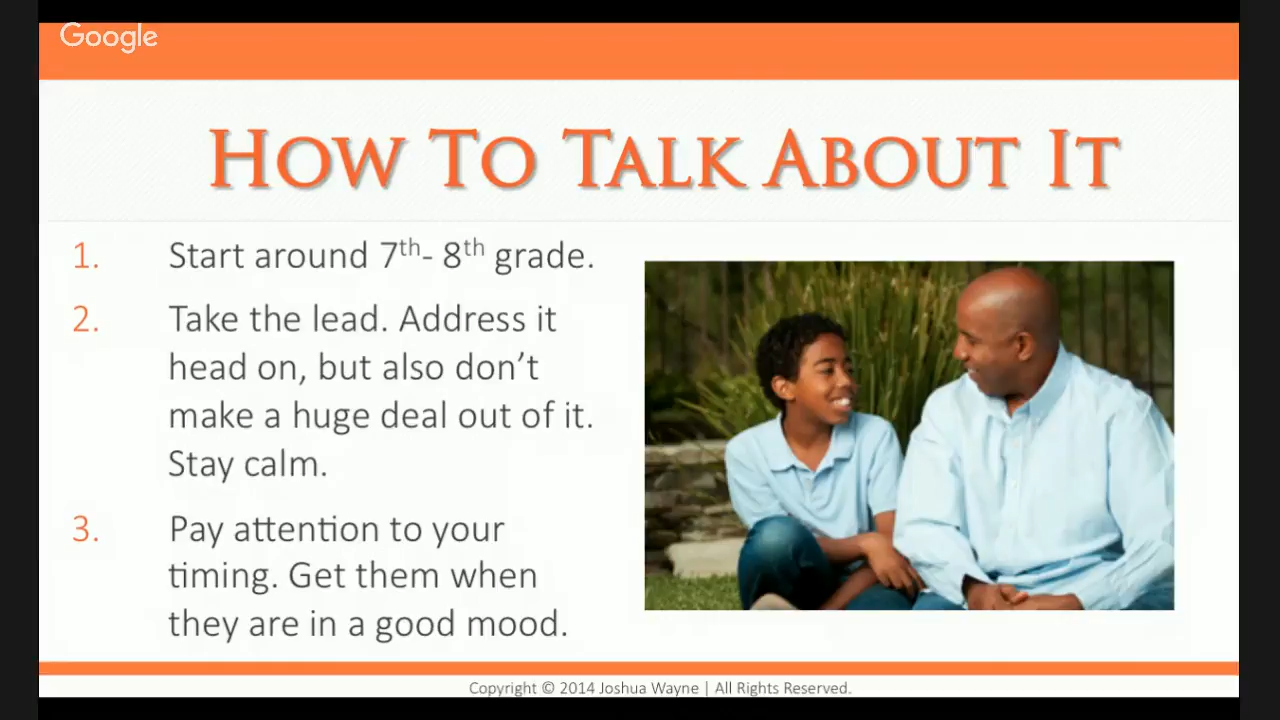 Google
How To Talk About It
1. Start around 7th- 8th grade.
2. Take the lead. Address it
head on, but also don’t
make a huge deal out of it.
Stay calm.
3. Pay attention to your
timing. Get them when
they are in a good mood.
Copyright © 2014 Joshua Wayne | All Rights Reserved.